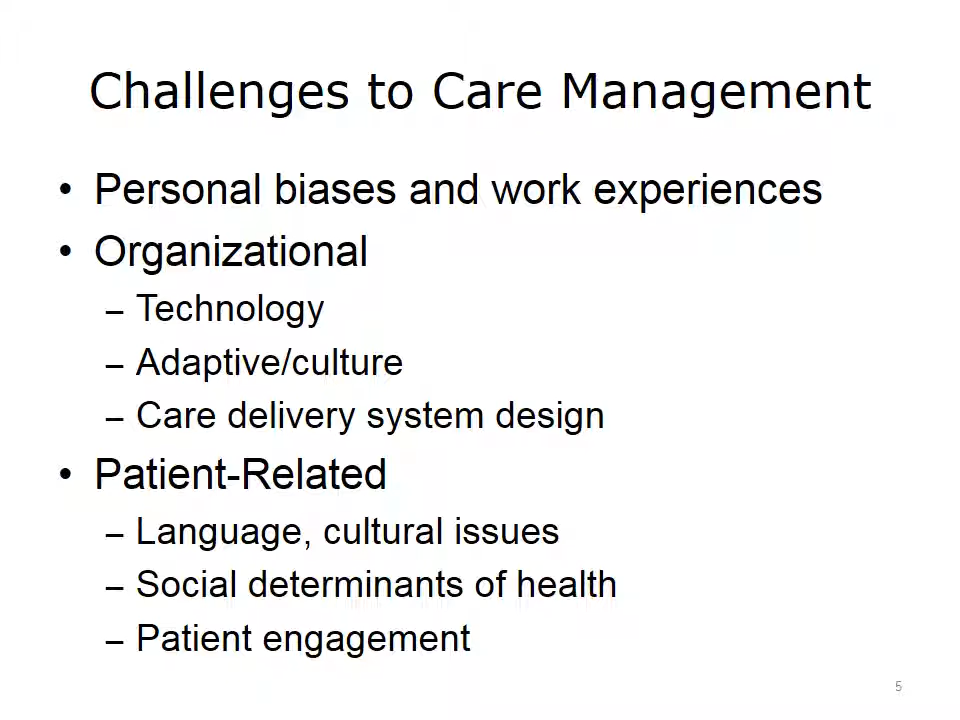 Challenges to Care Management
• Personal biases and work experiences
• Organizational
– Technology
– Adaptive/culture
– Care delivery system design
• Patient-Related
– Language, cultural issues
– Social determinants of health
– Patient engagement
5